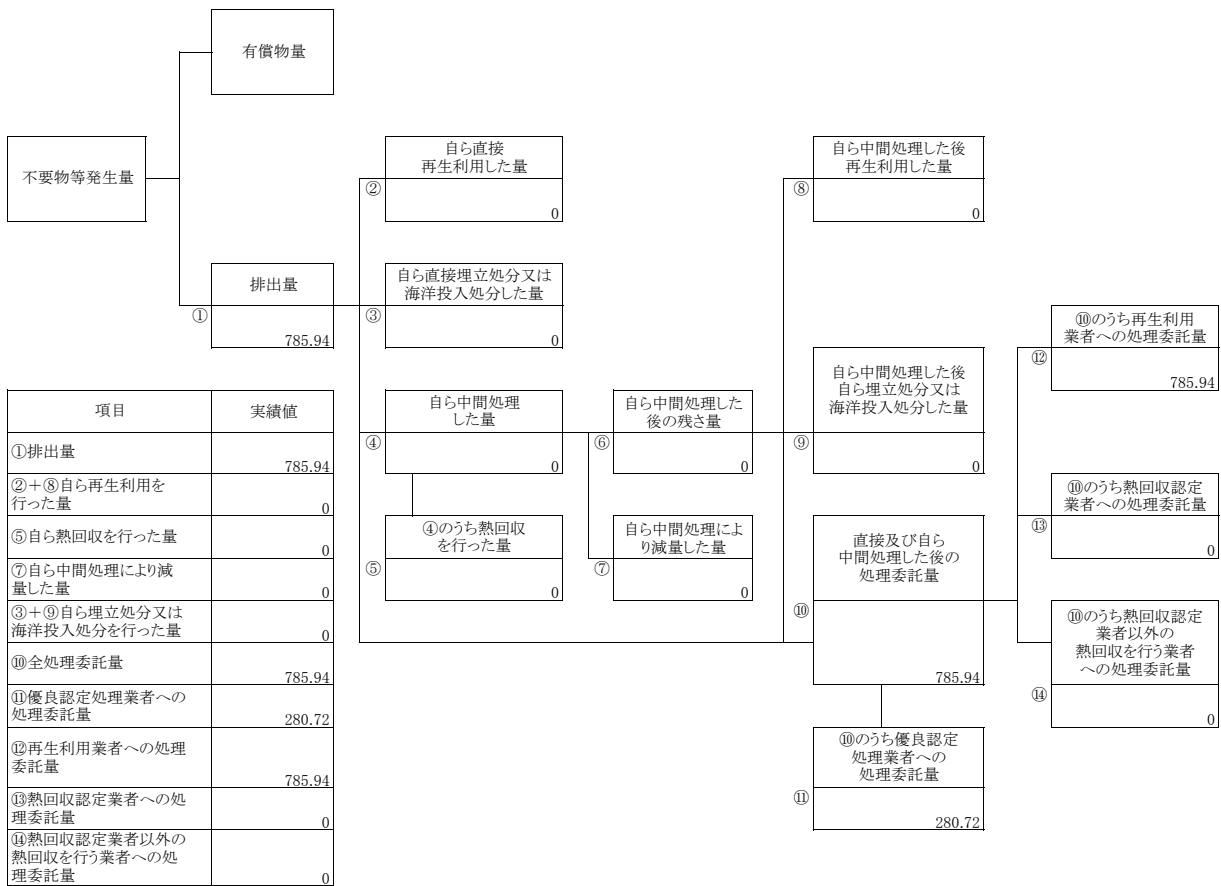 有償物量
不要物等発生量
排出量
①
785.94
自ら直接
再生利用した量
②
0
自ら直接埋立処分又は
海洋投入処分した量
③
0
自ら中間処理
した量
④
0
④のうち熱回収
を行った量
⑤
0
自ら中間処理した
後の残さ量
⑥
0
自ら中間処理によ
り減量した量
⑦
0
自ら中間処理した後
再生利用した量
⑧
0
自ら中間処理した後
自ら埋立処分又は
海洋投入処分した量
⑨
0
直接及び自ら
中間処理した後の
処理委託量
⑩
785.94
⑩のうち優良認定
処理業者への
処理委託量
⑪
280.72
⑩のうち再生利用
業者への処理委託量
⑫
785.94
⑩のうち熱回収認定
業者への処理委託量
⑬
0
⑩のうち熱回収認定
業者以外の
熱回収を行う業者
への処理委託量
⑭
0
項目 実績値
①排出量
785.94
②+⑧自ら再生利用を
行った量
0
⑤自ら熱回収を行った量
0
⑦自ら中間処理により減
量した量
0
③+⑨自ら埋立処分又は
海洋投入処分を行った量
0
⑩全処理委託量
785.94
⑪優良認定処理業者への
処理委託量
280.72
⑫再生利用業者への処理
委託量
785.94
⑬熱回収認定業者への処
理委託量
0
⑭熱回収認定業者以外の
熱回収を行う業者への処
理委託量
0